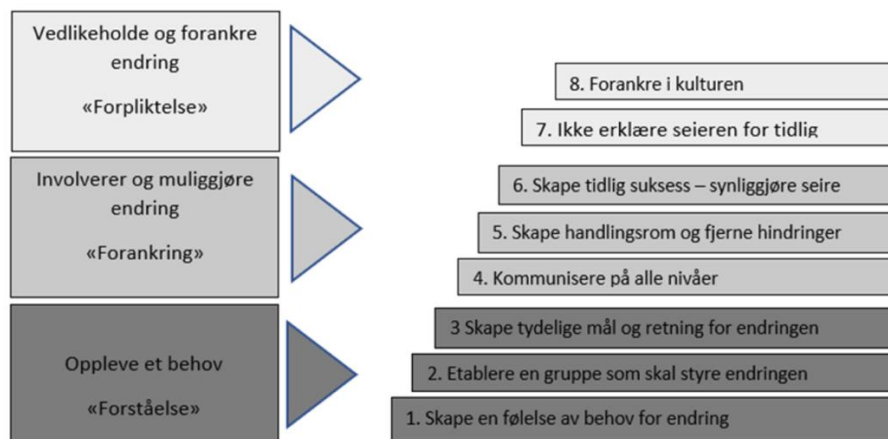 Vedlikeholde og forankre
endring
«Forpliktelse»
8. Forankre i kulturen
7. Ikke erklære seieren for tidlig
Involverer og muliggjøre
endring
«Forankring»
6. Skape tidlig suksess – synliggjøre seire
5. Skape handlingsrom og fjerne hindringer
4. Kommunisere på alle nivåer
Oppleve et behov
«Forståelse»
3 Skape tydelige mål og retning for endringen
2. Etablere en gruppe som skal styre endringen
1. Skape en følelse av behov for endring